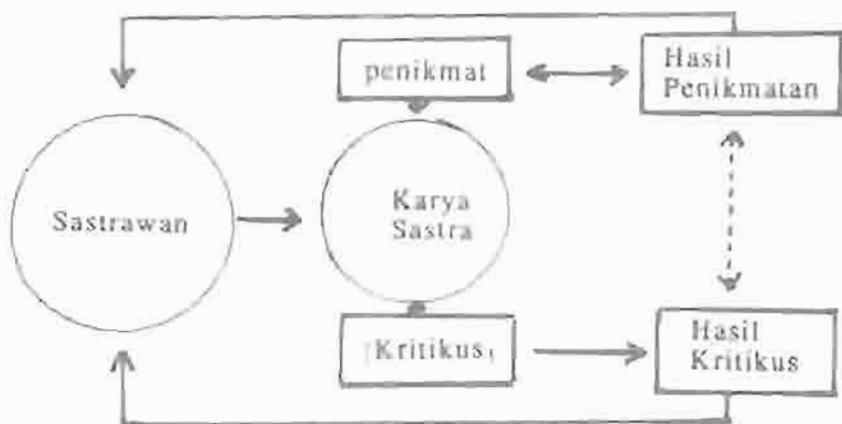 penikmat
Hasil
Penikmatan
Sastrawan
Karya
Sastra
Kritikus
Hasil
Kritikus